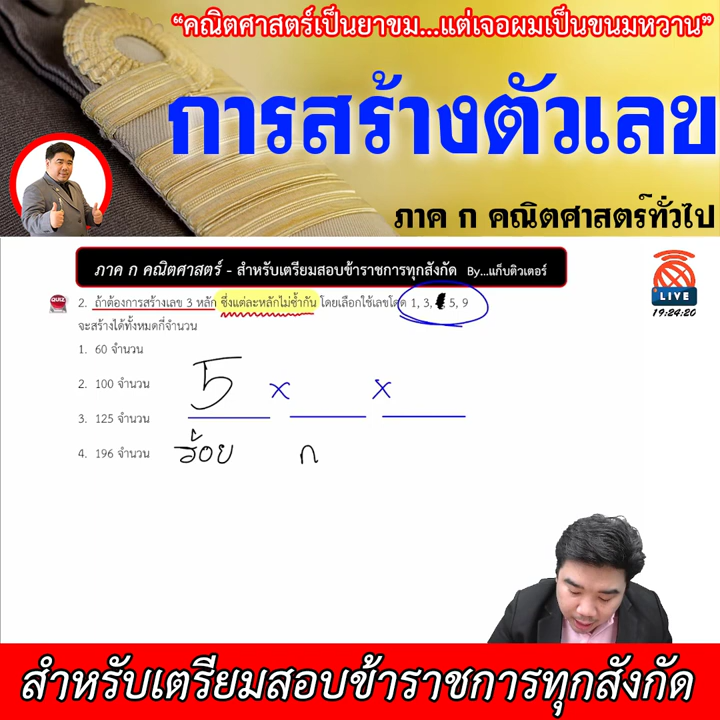 “คณิตศาสตร์เป็นยาขม...แต่เจอผมเป็นขนมหวาน”
การสร้างตัวเลข
ภาค ก คณิตศาสตร์ทั่วไป
ภาค ก คณิตศาสตร์ - สำหรับเตรียมสอบข้าราชการทุกสังกัด By...แก็บติวเตอร์
QUIZ
2. ถ้าต้องการสร้างเลข 3 หลัก ซึ่งแต่ละหลักไม่ซ้ำกัน โดยเลือกใช้เลขโดด 1, 3, 5, 9
จะสร้างได้ทั้งหมดกี่จำนวน
LIVE
19:24:20
1. 60 จำนวน
2. 100 จำนวน
3. 125 จำนวน
4. 196 จำนวน
5 × ×
ร้อย ก
สำหรับเตรียมสอบข้าราชการทุกสังกัด